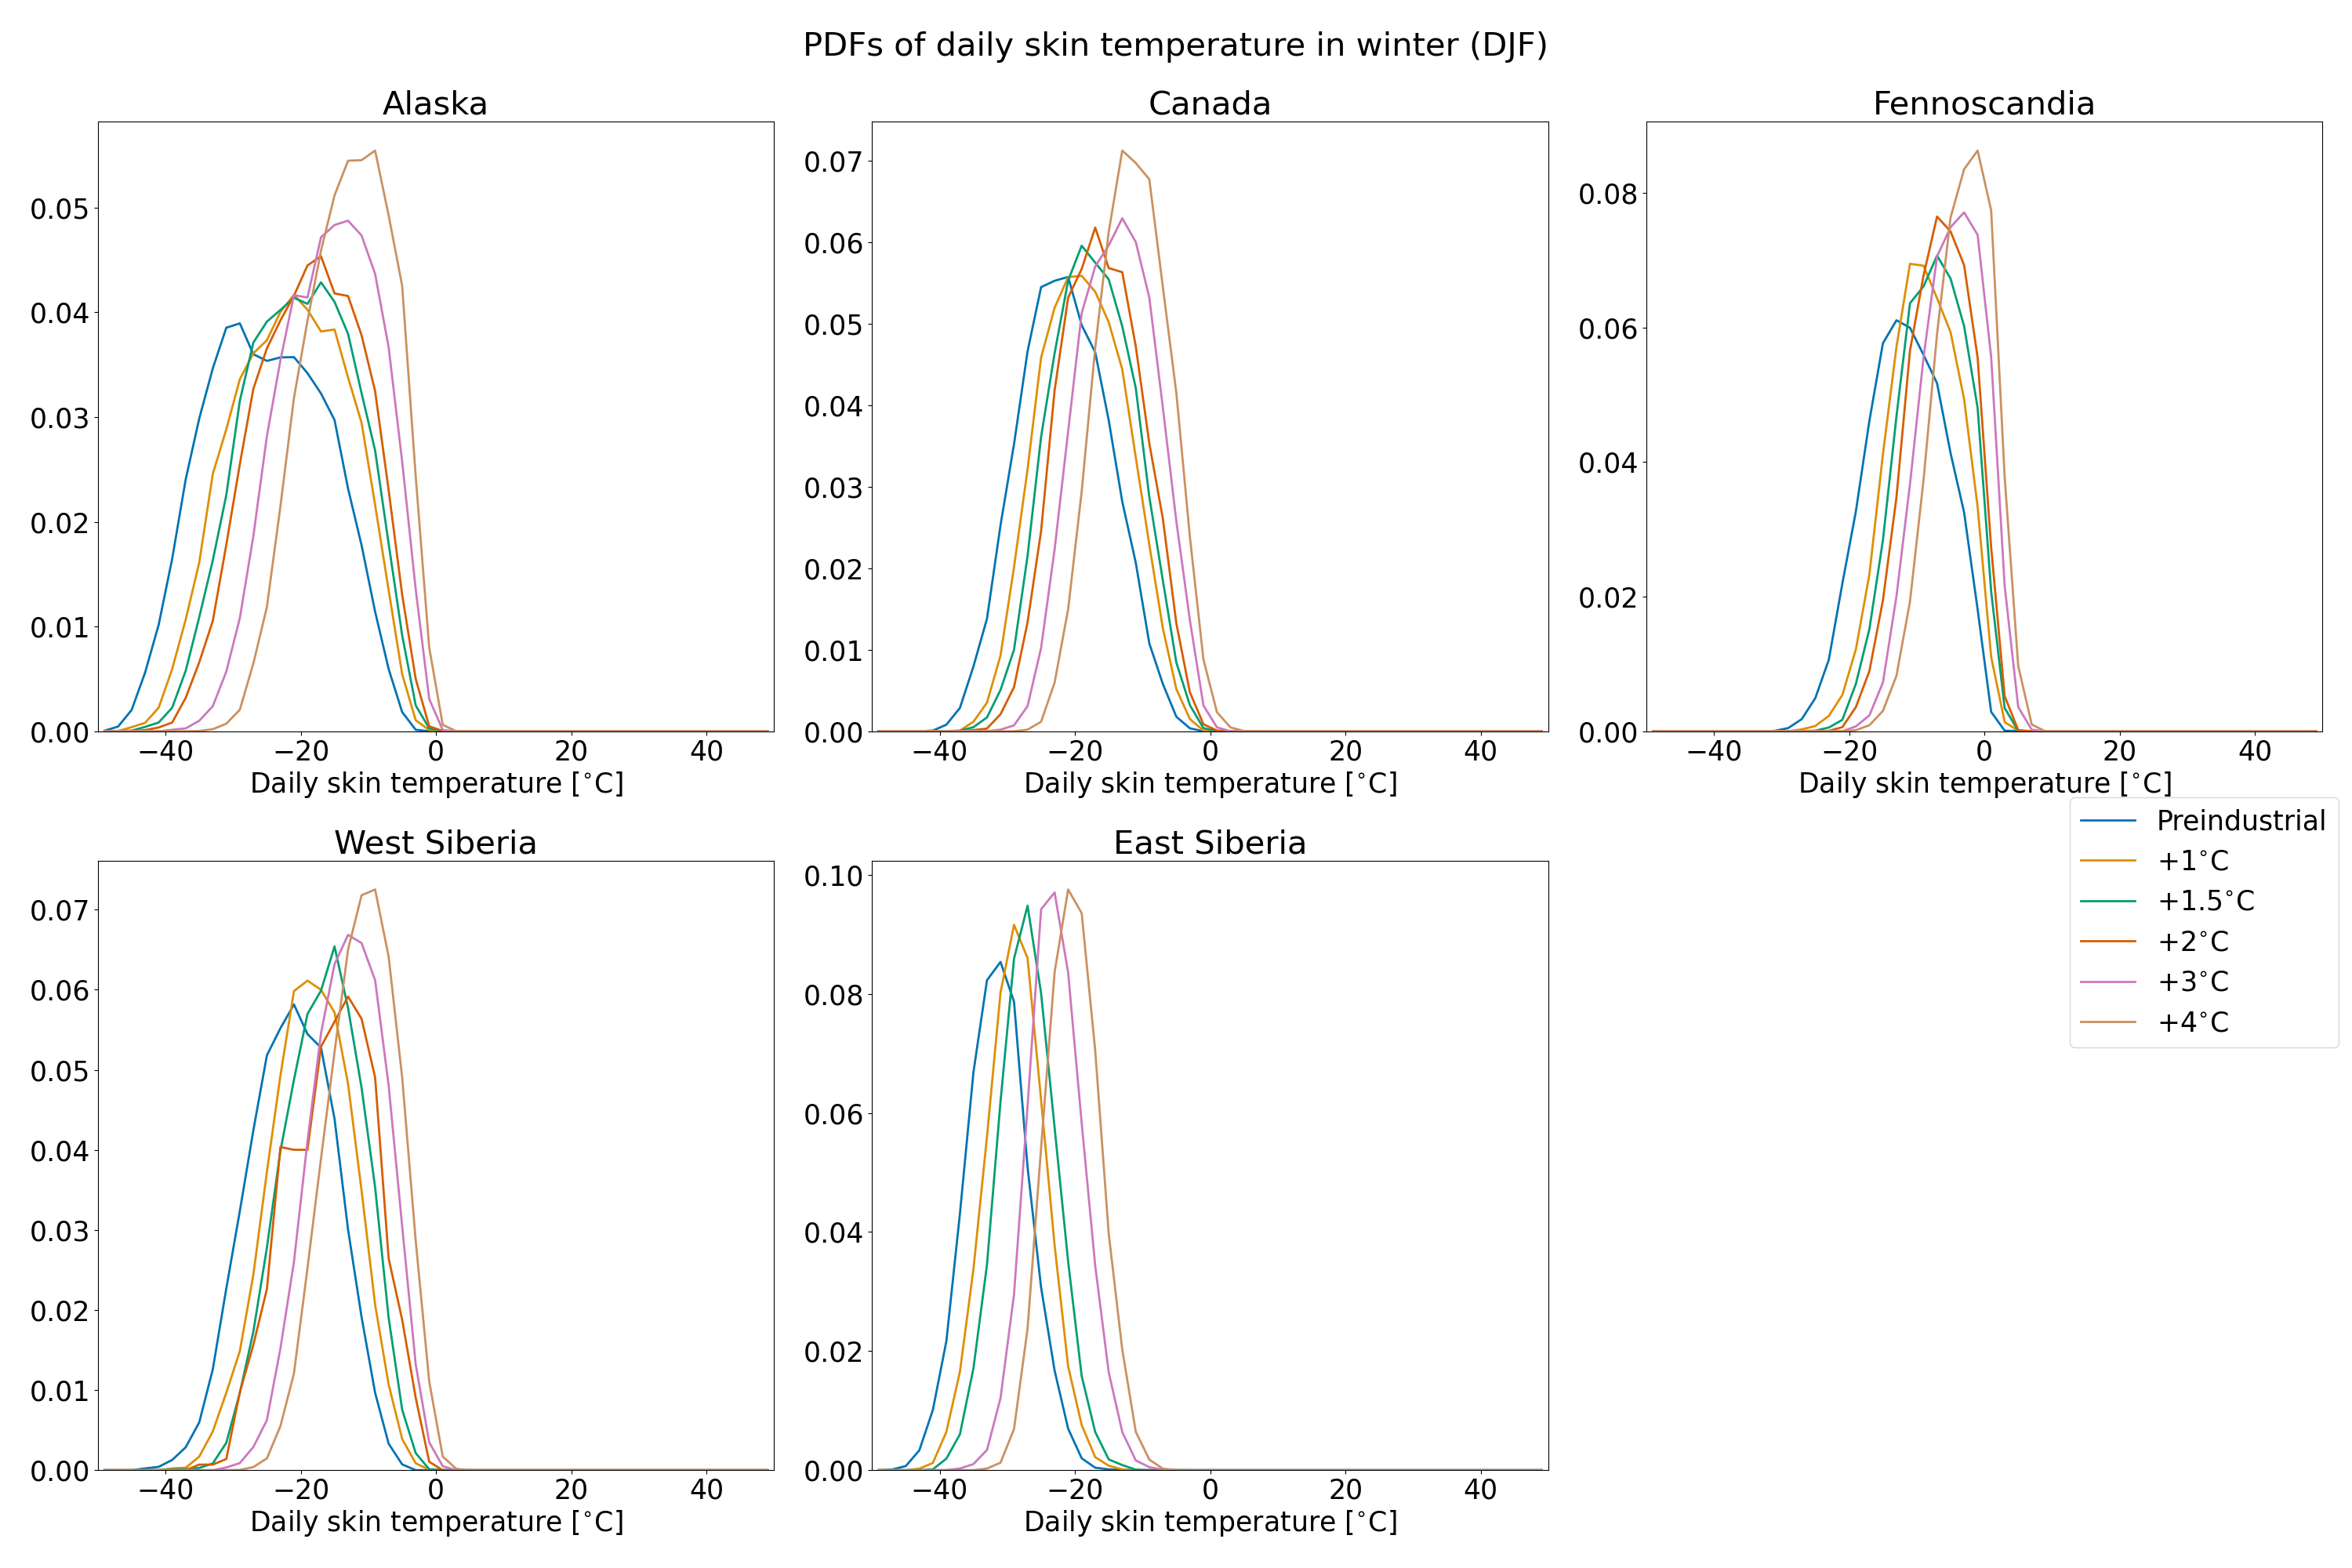 PDFs of daily skin temperature in winter (DJF)
Alaska
0.05
0.04
0.03
0.02
0.01
0.00
−40 −20 0 20 40
Daily skin temperature [°C]
Canada
0.07
0.06
0.05
0.04
0.03
0.02
0.01
0.00
−40 −20 0 20 40
Daily skin temperature [°C]
Fennoscandia
0.08
0.06
0.04
0.02
0.00
−40 −20 0 20 40
Daily skin temperature [°C]
West Siberia
0.07
0.06
0.05
0.04
0.03
0.02
0.01
0.00
−40 −20 0 20 40
Daily skin temperature [°C]
East Siberia
0.10
0.08
0.06
0.04
0.02
0.00
−40 −20 0 20 40
Daily skin temperature [°C]
Preindustrial
+1°C
+1.5°C
+2°C
+3°C
+4°C